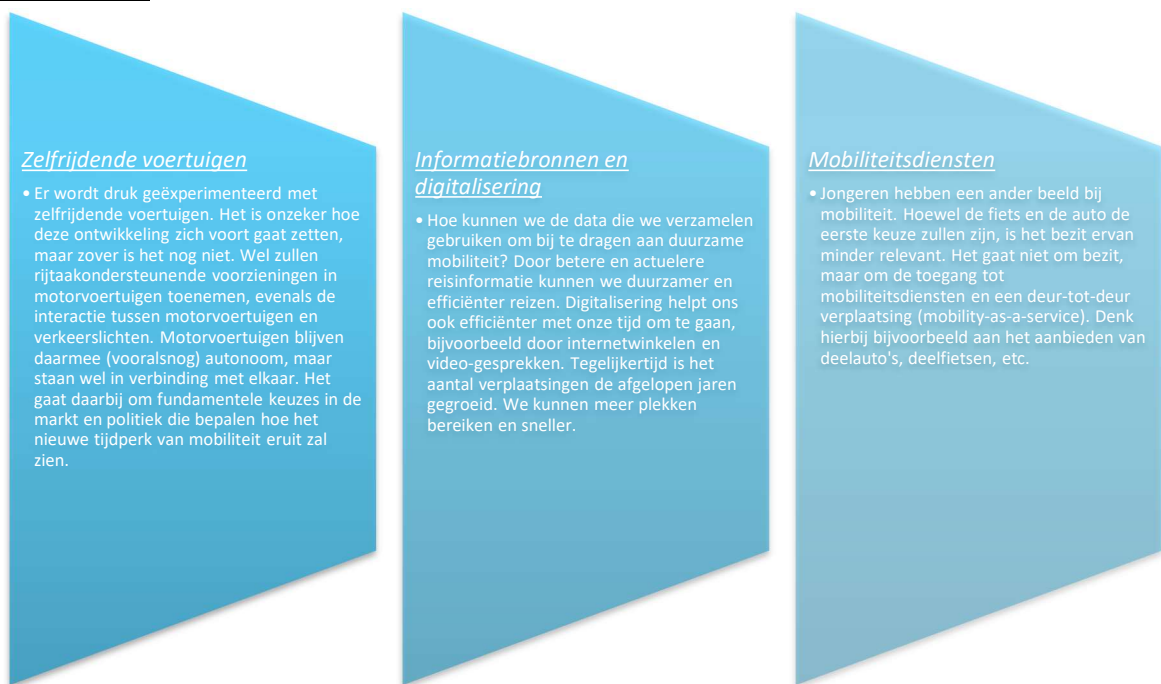 Zelfrijdende voertuigen
• Er wordt druk geëxperimenteerd met
zelfrijdende voertuigen. Het is onzeker hoe
deze ontwikkeling zich voort gaat zetten,
maar zover is het nog niet. Wel zullen
rijtaakondersteunende voorzieningen in
motorvoertuigen toenemen, evenals de
interactie tussen motorvoertuigen en
verkeerslichten. Motorvoertuigen blijven
daarmee (vooralsnog) autonoom, maar
staan wel in verbinding met elkaar. Het
gaat daarbij om fundamentele keuzes in de
markt en politiek die bepalen hoe het
nieuwe tijdperk van mobiliteit eruit zal
zien.
Informatiebronnen en
digitalisering
• Hoe kunnen we de data die we verzamelen
gebruiken om bij te dragen aan duurzame
mobiliteit? Door betere en actuelere
reisinformatie kunnen we duurzamer en
efficiënter reizen. Digitalisering helpt ons
ook efficiënter met onze tijd om te gaan,
bijvoorbeeld door internetwinkelen en
video-gesprekken. Tegelijkertijd is het
aantal verplaatsingen de afgelopen jaren
gegroeid. We kunnen meer plekken
bereiken en sneller.
Mobiliteitsdiensten
• Jongeren hebben een ander beeld bij
mobiliteit. Hoewel de fiets en de auto de
eerste keuze zullen zijn, is het bezit ervan
minder relevant. Het gaat niet om bezit,
maar om de toegang tot
mobiliteitsdiensten en een deur-tot-deur
verplaatsing (mobility-as-a-service). Denk
hierbij bijvoorbeeld aan het aanbieden van
deelauto's, deelfietsen, etc.